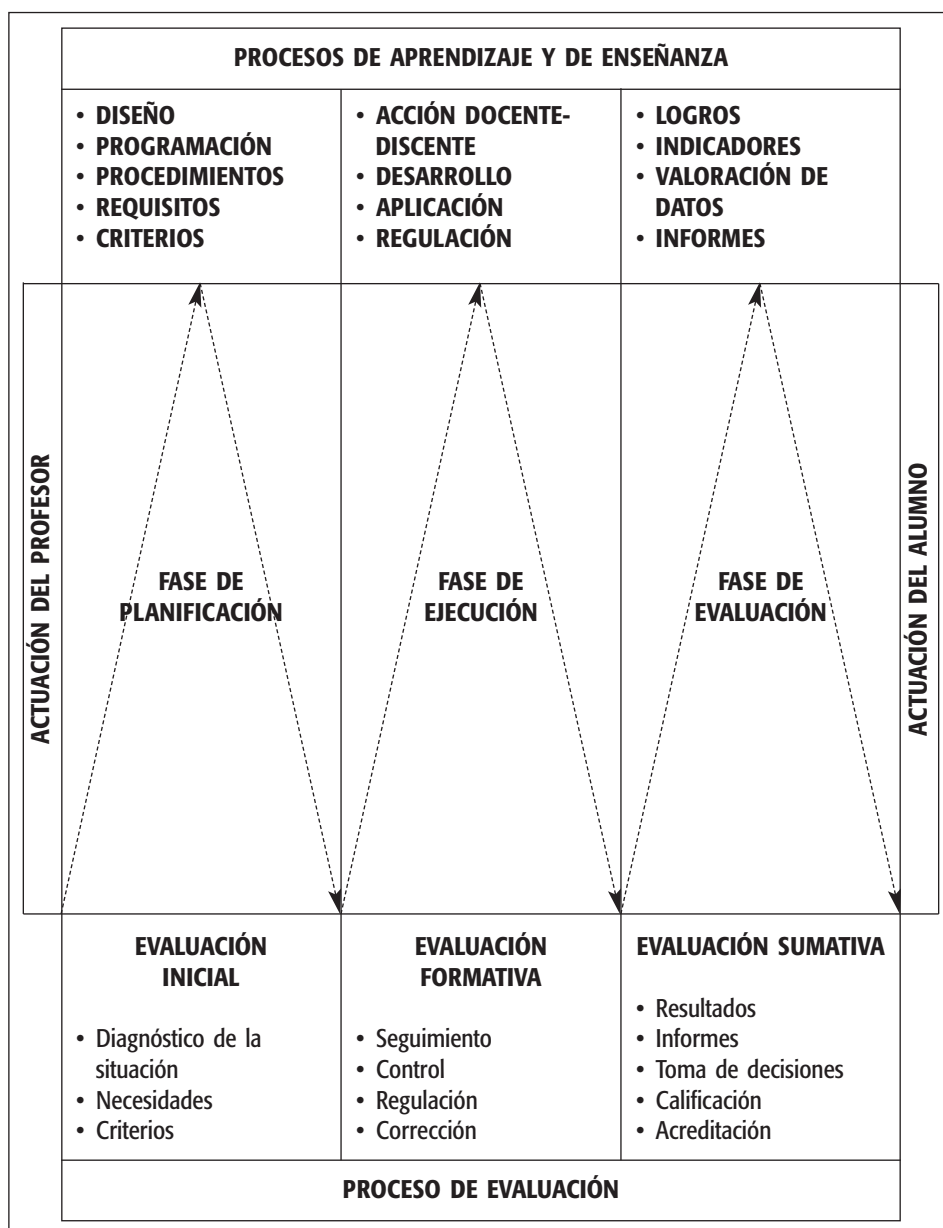 PROCESOS DE APRENDIZAJE Y DE ENSEÑANZA
• DISEÑO
• PROGRAMACIÓN
• PROCEDIMIENTOS
• REQUISITOS
• CRITERIOS
• ACCIÓN DOCENTE-
DISCENTE
• DESARROLLO
• APLICACIÓN
• REGULACIÓN
• LOGROS
• INDICADORES
• VALORACIÓN DE
DATOS
• INFORMES
ACTUACIÓN DEL PROFESOR
FASE DE
PLANIFICACIÓN
FASE DE
EJECUCIÓN
FASE DE
EVALUACIÓN
ACTUACIÓN DEL ALUMNO
EVALUACIÓN
INICIAL
• Diagnóstico de la
situación
• Necesidades
• Criterios
EVALUACIÓN
FORMATIVA
• Seguimiento
• Control
• Regulación
• Corrección
EVALUACIÓN SUMATIVA
• Resultados
• Informes
• Toma de decisiones
• Calificación
• Acreditación
PROCESO DE EVALUACIÓN